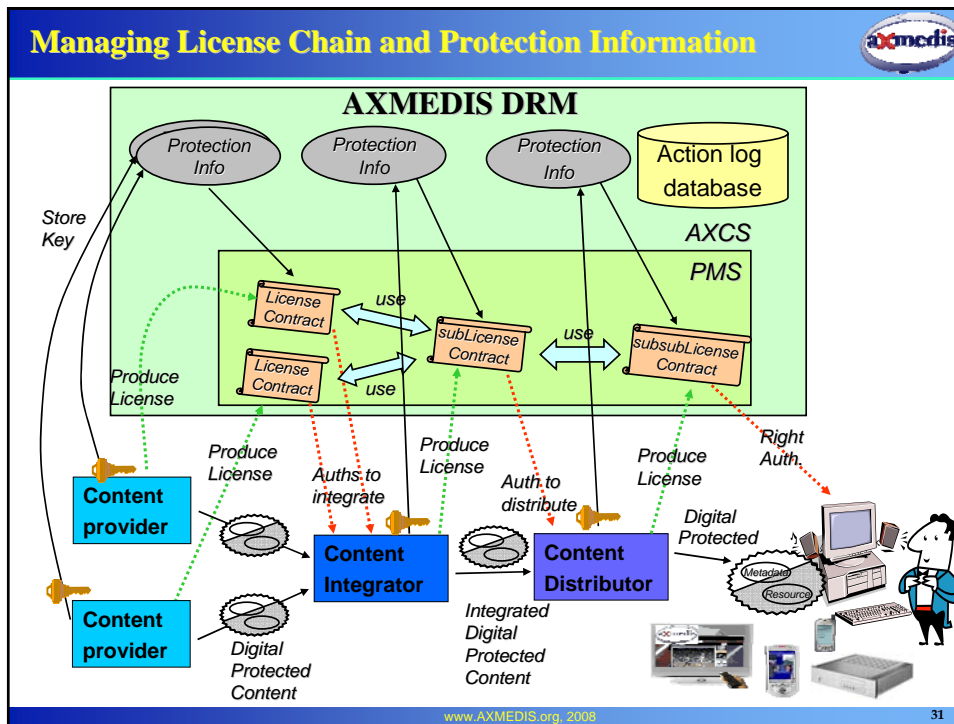 Managing License Chain and Protection Information
axmedis
AXMEDIS DRM
Protection
Info
Protection
Info
Protection
Info
Action log
database
Store
Key
AXCS
PMS
License
Contract
use
subLicense
Contract
use
subsubLicense
Contract
License
Contract
use
Produce
License
Produce
License
Auths to
integrate
Produce
License
Auth to
distribute
Produce
License
Right
Auth.
Content
provider
Content
Integrator
Content
Distributor
Digital
Protected
Metadata
Resource
Content
provider
Digital
Protected
Content
Integrated
Digital
Protected
Content
axmedis
www.AXMEDIS.org, 2008
31